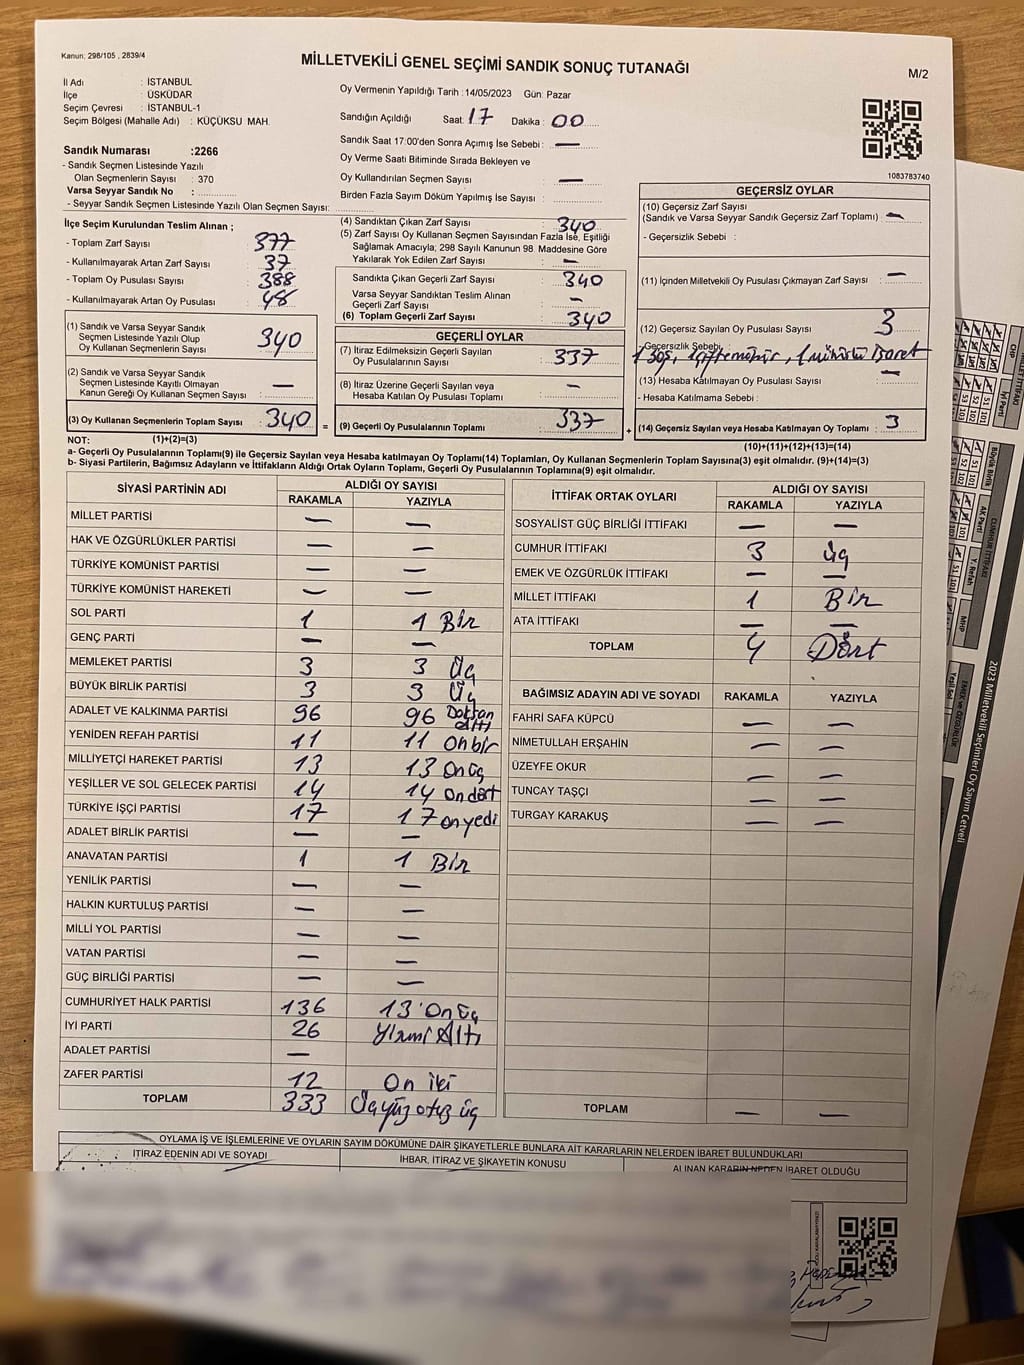 Kanun; 298/105 , 2839/4
MİLLETVEKİLİ GENEL SEÇİMİ SANDIK SONUÇ TUTANAĞI
M/2
İl Adı : İSTANBUL
İlçe : ÜSKÜDAR
Seçim Çevresi : İSTANBUL-1
Seçim Bölgesi (Mahalle Adı) : KÜÇÜKSU MAH.
Oy Vermenin Yapıldığı Tarih :14/05/2023 Gün: Pazar
Sandığın Açıldığı Saat: 17 Dakika : 00
Sandık Saat 17:00'den Sonra Açımış İse Sebebi : —
Oy Verme Saati Bitiminde Sırada Bekleyen ve
Oy Kullandırılan Seçmen Sayısı : —
Birden Fazla Sayım Döküm Yapılmış İse Sayısı :
1083783740
Sandık Numarası :2266
- Sandık Seçmen Listesinde Yazılı
Olan Seçmenlerin Sayısı : 370
Varsa Seyyar Sandık No :
- Seyyar Sandık Seçmen Listesinde Yazılı Olan Seçmen Sayısı:
İlçe Seçim Kurulundan Teslim Alınan ;
- Toplam Zarf Sayısı : 377
- Kullanılmayarak Artan Zarf Sayısı : 37
- Toplam Oy Pusulası Sayısı : 388
- Kullanılmayarak Artan Oy Pusulası : 48
(1) Sandık ve Varsa Seyyar Sandık
Seçmen Listesinde Yazılı Olup
Oy Kullanan Seçmenlerin Sayısı : 340
(2) Sandık ve Varsa Seyyar Sandık
Seçmen Listesinde Kayıtlı Olmayan
Kanun Gereği Oy Kullanan Seçmen Sayısı : —
(3) Oy Kullanan Seçmenlerin Toplam Sayısı : 340 =
(4) Sandıktan Çıkan Zarf Sayısı : 340
(5) Zarf Sayısı Oy Kullanan Seçmen Sayısından Fazla İse, Eşitliği
Sağlamak Amacıyla; 298 Sayılı Kanunun 98. Maddesine Göre
Yakılarak Yok Edilen Zarf Sayısı : —
Sandıkta Çıkan Geçerli Zarf Sayısı : 340
Varsa Seyyar Sandıktan Teslim Alınan
Geçerli Zarf Sayısı : —
(6) Toplam Geçerli Zarf Sayısı : 340
GEÇERLİ OYLAR
(7) İtiraz Edilmeksizin Geçerli Sayılan
Oy Pusulalarının Sayısı : 337
(8) İtiraz Üzerine Geçerli Sayılan veya
Hesaba Katılan Oy Pusulası Toplamı : —
(9) Geçerli Oy Pusulalarının Toplamı : 337 +
GEÇERSİZ OYLAR
(10) Geçersiz Zarf Sayısı
(Sandık ve Varsa Seyyar Sandık Geçersiz Zarf Toplamı) : —
- Geçersizlik Sebebi :
(11) İçinden Milletvekili Oy Pusulası Çıkmayan Zarf Sayısı : —
(12) Geçersiz Sayılan Oy Pusulası Sayısı : 3
- Geçersizlik Sebebi :
1 Boş, 1 çiftemühür, 1 mühürlü İşaret
(13) Hesaba Katılmayan Oy Pusulası Sayısı : —
- Hesaba Katılmama Sebebi :
(14) Geçersiz Sayılan veya Hesaba Katılmayan Oy Toplamı : 3
NOT: (1)+(2)=(3)
(10)+(11)+(12)+(13)=(14)
a- Geçerli Oy Pusulalarının Toplamı(9) ile Geçersiz Sayılan veya Hesaba Katılmayan Oy Toplamı(14) Toplamları, Oy Kullanan Seçmenlerin Toplam Sayısına(3) eşit olmalıdır. (9)+(14)=(3)
b- Siyasi Partilerin, Bağımsız Adayların ve İttifakların Aldığı Ortak Oyların Toplamı, Geçerli Oy Pusulalarının Toplamına(9) eşit olmalıdır.
SİYASİ PARTİNİN ADI ALDIĞI OY SAYISI
RAKAMLA YAZIYLA
MİLLET PARTİSİ — —
HAK VE ÖZGÜRLÜKLER PARTİSİ — —
TÜRKİYE KOMÜNİST PARTİSİ — —
TÜRKİYE KOMÜNİST HAREKETİ — —
SOL PARTİ 1 1 Bir
GENÇ PARTİ — —
MEMLEKET PARTİSİ 3 3 Üç
BÜYÜK BİRLİK PARTİSİ 3 3 Üç
ADALET VE KALKINMA PARTİSİ 96 96 Doksan altı
YENİDEN REFAH PARTİSİ 11 11 Onbir
MİLLİYETÇİ HAREKET PARTİSİ 13 13 Onüç
YEŞİLLER VE SOL GELECEK PARTİSİ 14 14 Ondört
TÜRKİYE İŞÇİ PARTİSİ 17 17 onyedi
ADALET BİRLİK PARTİSİ — —
ANAVATAN PARTİSİ 1 1 Bir
YENİLİK PARTİSİ — —
HALKIN KURTULUŞ PARTİSİ — —
MİLLİ YOL PARTİSİ — —
VATAN PARTİSİ — —
GÜÇ BİRLİĞİ PARTİSİ — —
CUMHURİYET HALK PARTİSİ 136 13 Onüç
İYİ PARTİ 26 Yirmi Altı
ADALET PARTİSİ —
ZAFER PARTİSİ 12 On iki
TOPLAM 333 Üçyüz otuz üç
İTTİFAK ORTAK OYLARI ALDIĞI OY SAYISI
RAKAMLA YAZIYLA
SOSYALİST GÜÇ BİRLİĞİ İTTİFAKI — —
CUMHUR İTTİFAKI 3 üç
EMEK VE ÖZGÜRLÜK İTTİFAKI — —
MİLLET İTTİFAKI 1 Bir
ATA İTTİFAKI — —
TOPLAM 4 Dört
BAĞIMSIZ ADAYIN ADI VE SOYADI RAKAMLA YAZIYLA
FAHRİ SAFA KÜPCÜ — —
NİMETULLAH ERŞAHİN — —
ÜZEYFE OKUR — —
TUNCAY TAŞÇI — —
TURGAY KARAKUŞ — —
TOPLAM — —
OYLAMA İŞ VE İŞLEMLERİNE VE OYLARIN SAYIM DÖKÜMÜNE DAİR ŞİKAYETLERLE BUNLARA AİT KARARLARIN NELERDEN İBARET BULUNDUKLARI
İTİRAZ EDENİN ADI VE SOYADI İHBAR, İTİRAZ VE ŞİKAYETİN KONUSU ALINAN KARARIN NEDEN İBARET OLDUĞU
2023 Milletvekili Seçimleri Oy Sayım Cetveli
CUMHUR İTTİFAKI
Büyük Birlik
AK Parti
Y. Refah
MHP
EMEK ve ÖZGÜRLÜK
Yeşil Sol
CHP
İyi Parti